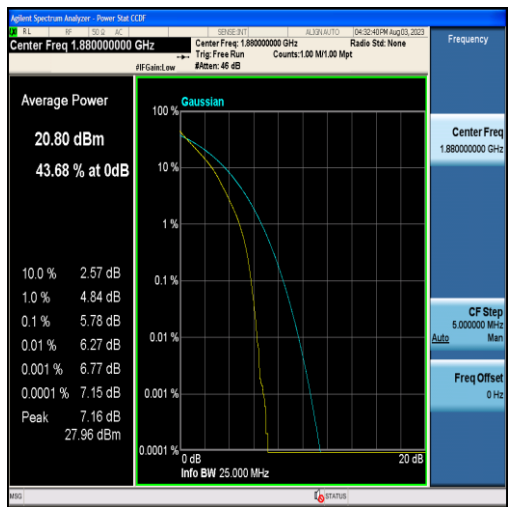 Agilent Spectrum Analyzer - Power Stat CCDF
RL RF 50 Ω AC SENSE:INT ALIGN AUTO 04:32:40 PM Aug 03, 2023
Center Freq 1.880000000 GHz
Center Freq: 1.880000000 GHz Radio Std: None
Trig: Free Run Counts:1.00 M/1.00 Mpt
#IFGain:Low #Atten: 46 dB
Frequency
Average Power
20.80 dBm
43.68 % at 0dB
10.0 % 2.57 dB
1.0 % 4.84 dB
0.1 % 5.78 dB
0.01 % 6.27 dB
0.001 % 6.77 dB
0.0001 % 7.15 dB
Peak 7.16 dB
27.96 dBm
Gaussian
100 %
10 %
1 %
0.1 %
0.01 %
0.001 %
0.0001 %
0 dB 20 dB
Info BW 25.000 MHz
Center Freq
1.880000000 GHz
CF Step
5.000000 MHz
Auto Man
Freq Offset
0 Hz
MSG STATUS